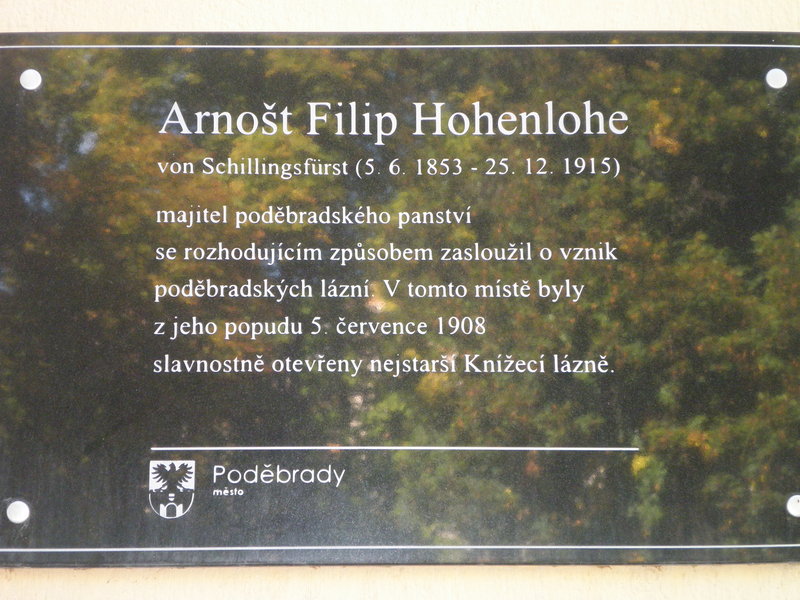 Arnošt Filip Hohenlohe
von Schillingsfürst (5. 6. 1853 - 25. 12. 1915)
majitel poděbradského panství
se rozhodujícím způsobem zasloužil o vznik
poděbradských lázní. V tomto místě byly
z jeho popudu 5. července 1908
slavnostně otevřeny nejstarší Knížecí lázně.
Poděbrady
město